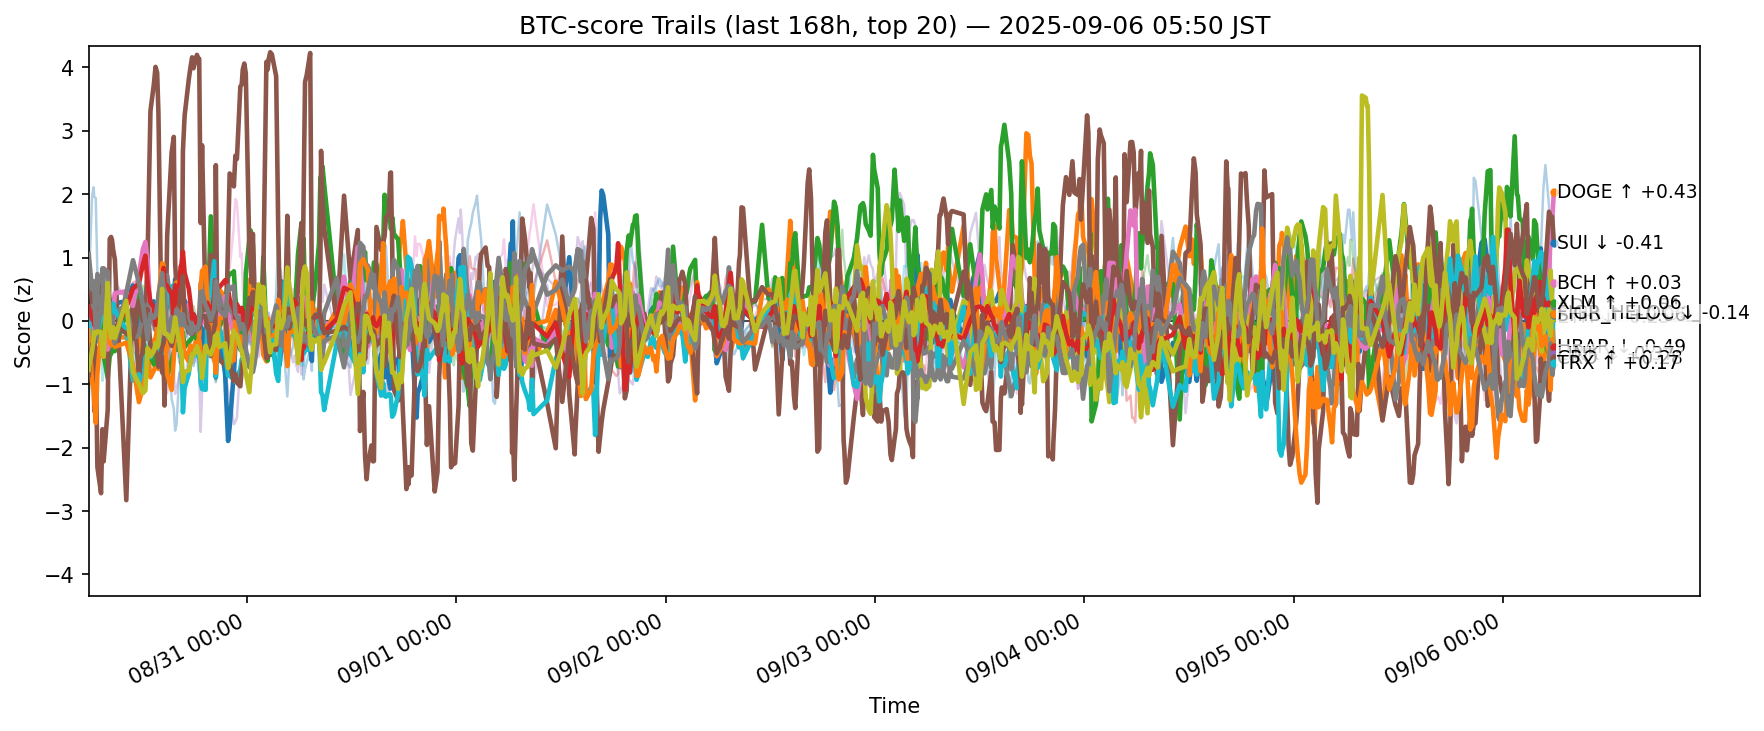 BTC-score Trails (last 168h, top 20) — 2025-09-06 05:50 JST
Score (z)
4
3
2
1
0
−1
−2
−3
−4
DOGE ↑ +0.43
SUI ↓ -0.41
BCH ↑ +0.03
XLM ↑ +0.06
↓ -0.14
HBAR ↓ -0.49
TRX ↑ +0.17
08/31 00:00
09/01 00:00
09/02 00:00
09/03 00:00
09/04 00:00
09/05 00:00
09/06 00:00
Time